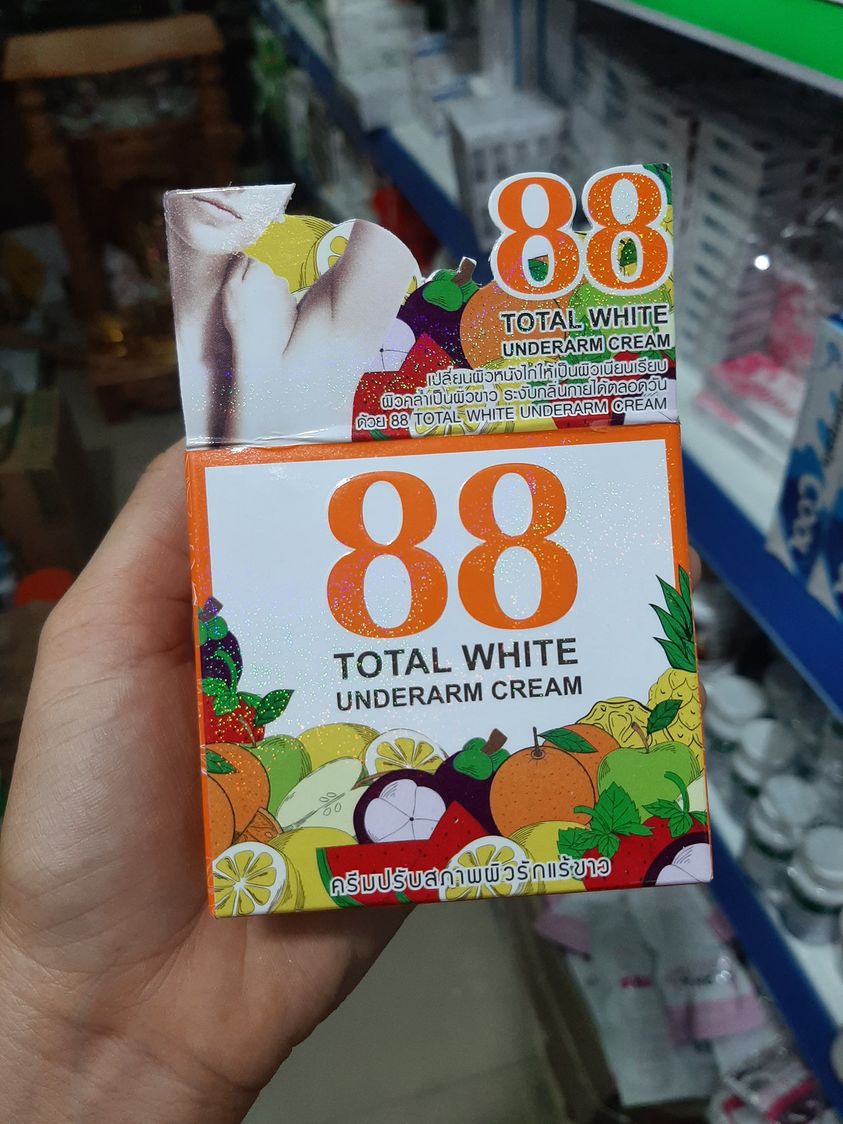 88
TOTAL WHITE
UNDERARM CREAM
เปลี่ยนผิวหนังไก่ให้เป็นผิวเนียนเรียบ
ผิวคล้ำเป็นผิวขาว ระงับกลิ่นกายได้ตลอดวัน
ด้วย 88 TOTAL WHITE UNDERARM CREAM
88
TOTAL WHITE
UNDERARM CREAM
ครีมปรับสภาพผิวรักแร้ขาว
COOL